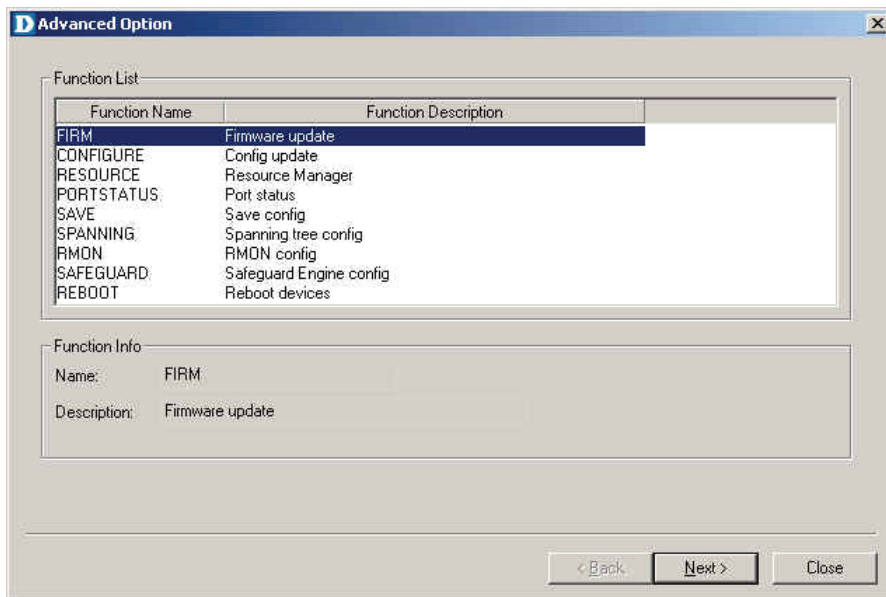 D Advanced Option
Function List
Function Name Function Description
FIRM Firmware update
CONFIGURE Config update
RESOURCE Resource Manager
PORTSTATUS Port status
SAVE Save config
SPANNING Spanning tree config
RMON RMON config
SAFEGUARD Safeguard Engine config
REBOOT Reboot devices
Function Info
Name: FIRM
Description: Firmware update
< Back Next > Close